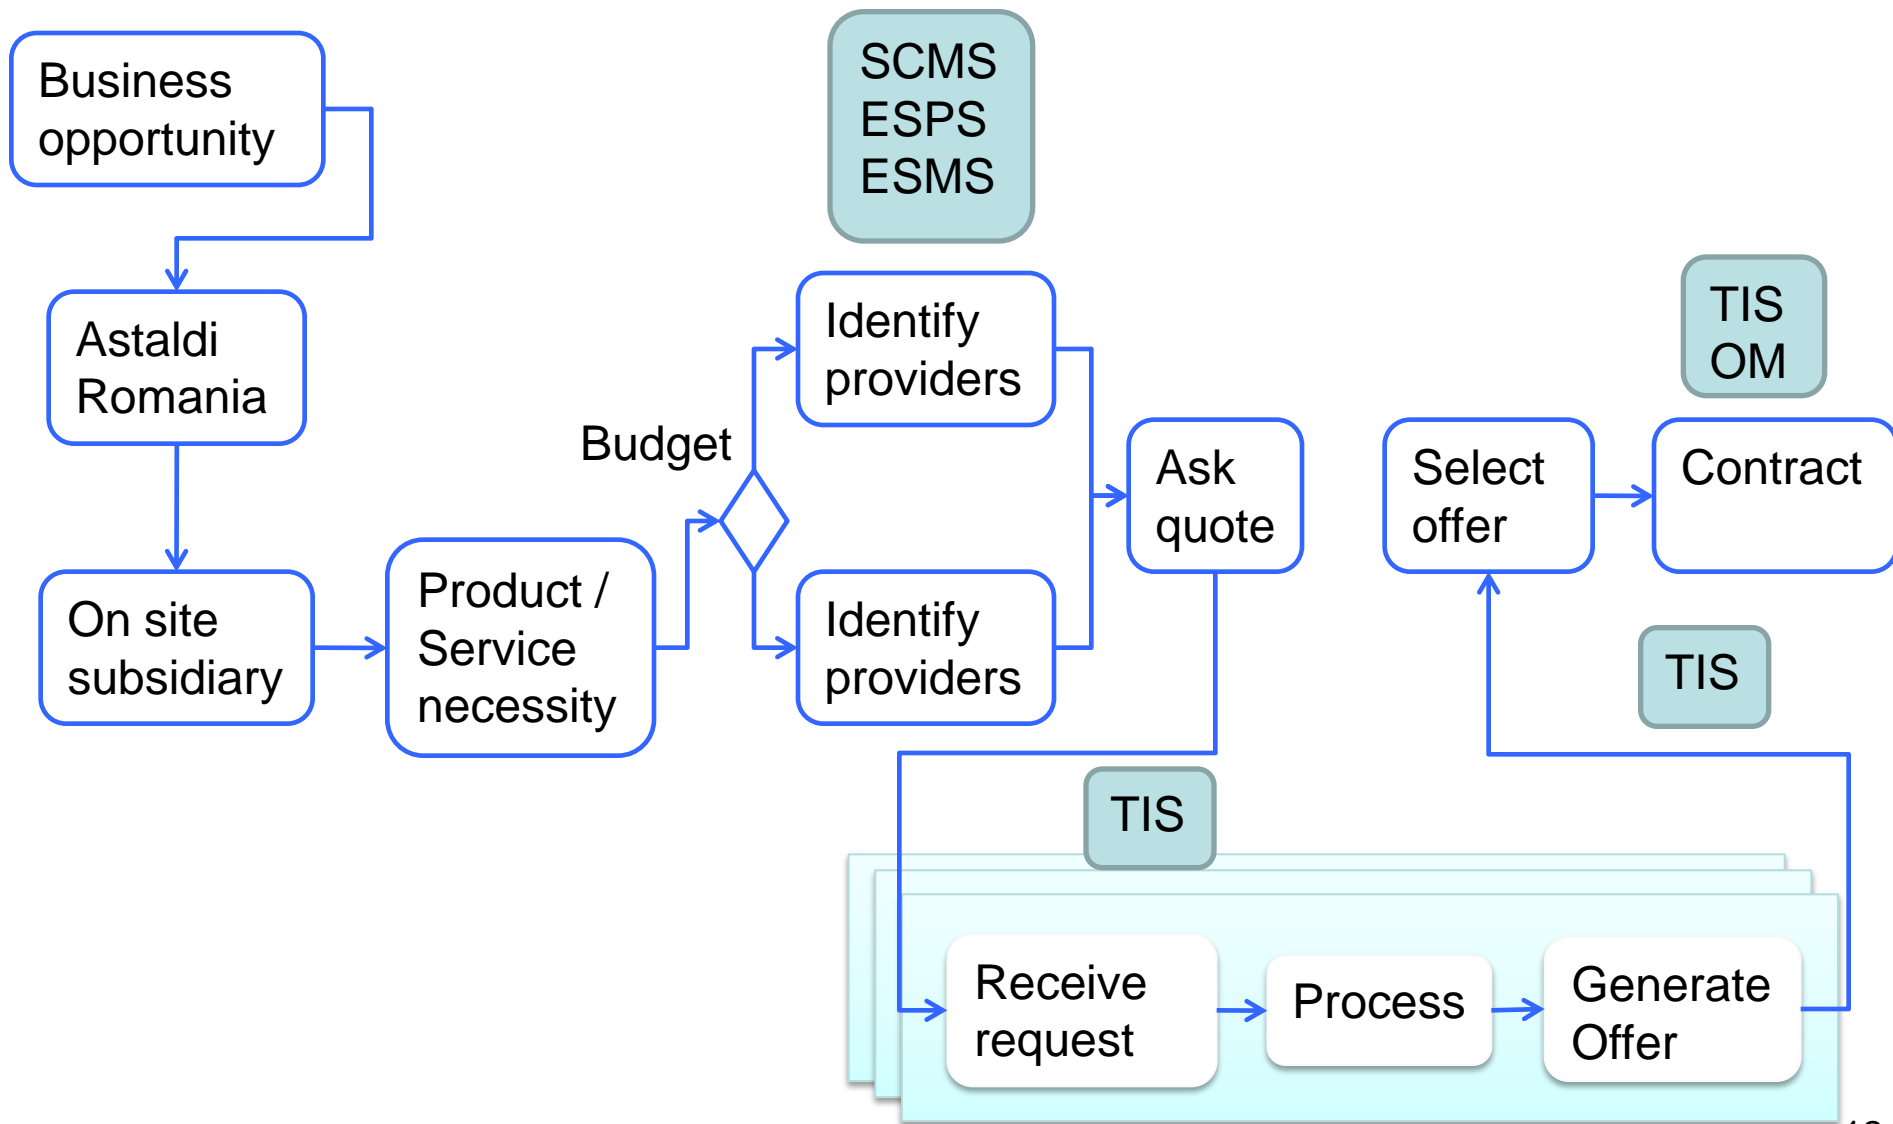 Business
opportunity
SCMS
ESPS
ESMS
Astaldi
Romania
On site
subsidiary
Product /
Service
necessity
Budget
Identify
providers
Identify
providers
Ask
quote
Select
offer
TIS
OM
Contract
TIS
TIS
Receive
request
Process
Generate
Offer